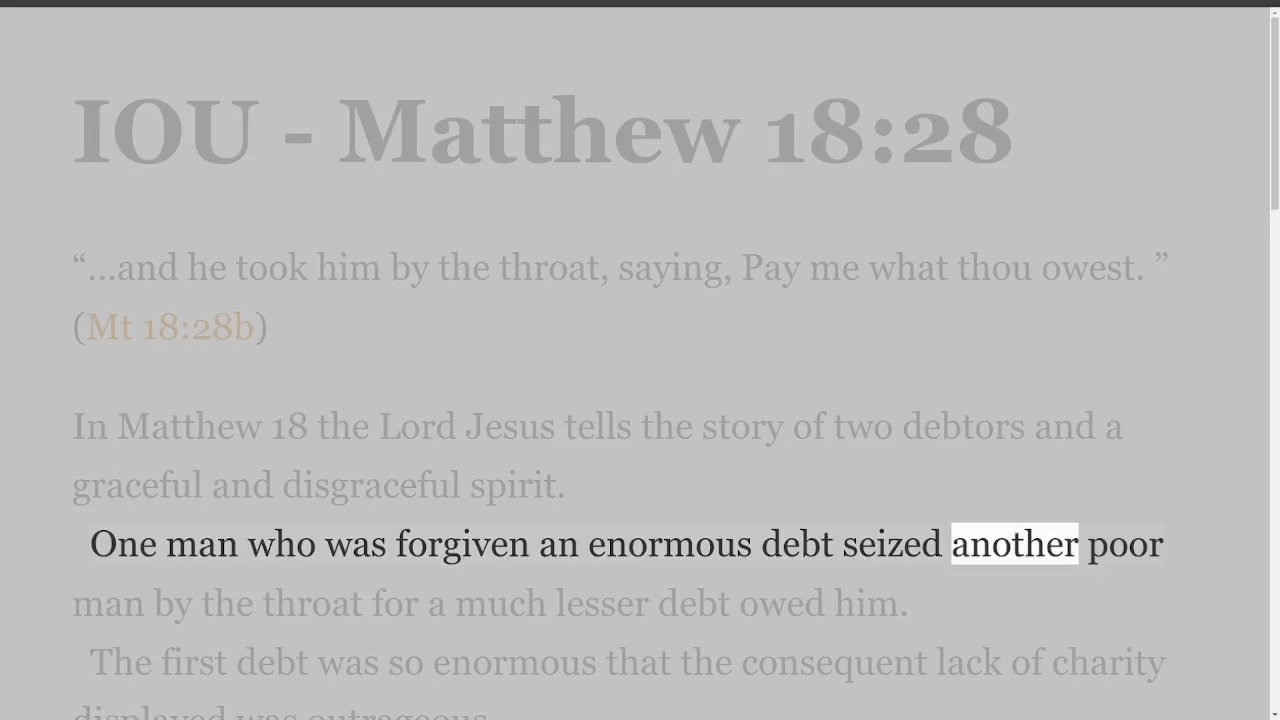 IOU - Matthew 18:28
“…and he took him by the throat, saying, Pay me what thou owest. ”
(Mt 18:28b)
In Matthew 18 the Lord Jesus tells the story of two debtors and a
graceful and disgraceful spirit.
One man who was forgiven an enormous debt seized another poor
man by the throat for a much lesser debt owed him.
The first debt was so enormous that the consequent lack of charity
displayed was outrageous.